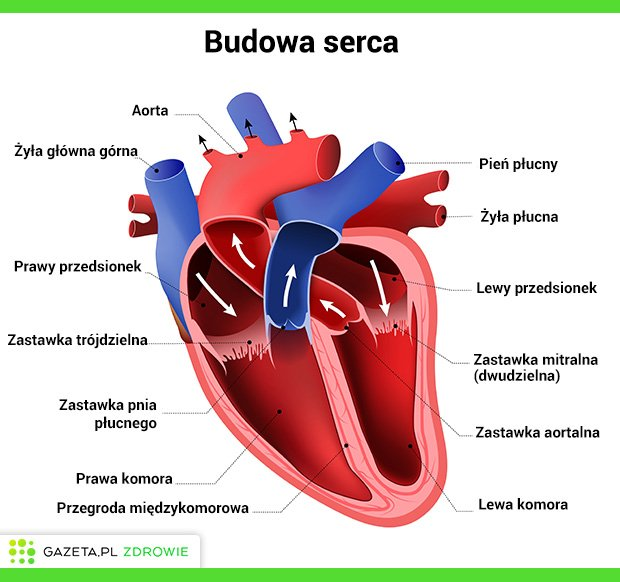 Budowa serca
Aorta
Żyła główna górna
Pień płucny
Żyła płucna
Prawy przedsionek
Lewy przedsionek
Zastawka trójdzielna
Zastawka mitralna
(dwudzielna)
Zastawka pnia
płucnego
Zastawka aortalna
Prawa komora
Lewa komora
Przegroda międzykomorowa
GAZETA.PL ZDROWIE